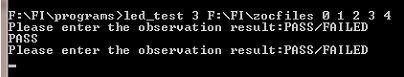 F:\FI\programs>led_test 3 F:\FI\zocfiles 0 1 2 3 4
Please enter the observation result:PASS/FAILED
PASS
Please enter the observation result:PASS/FAILED